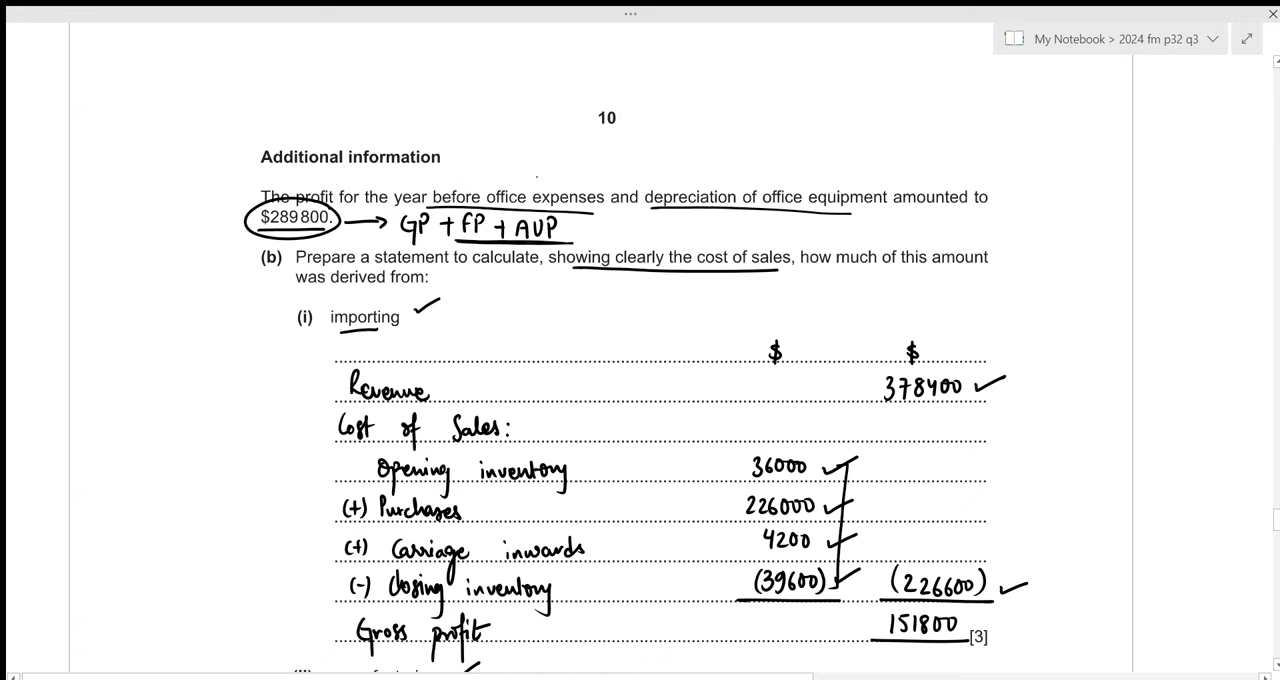 My Notebook > 2024 fm p32 q3
10
Additional information
The profit for the year before office expenses and depreciation of office equipment amounted to
$289 800. → GP + FP + AUP
(b) Prepare a statement to calculate, showing clearly the cost of sales, how much of this amount
was derived from:
(i) importing ✓
$ $
Revenue 378400 ✓
Cost of Sales:
Opening inventory 36000 ✓
(+) Purchases 226000 ✓
(+) Carriage inwards 4200 ✓
(-) Closing inventory (39600) ✓ (226600) ✓
Gross profit 151800 [3]